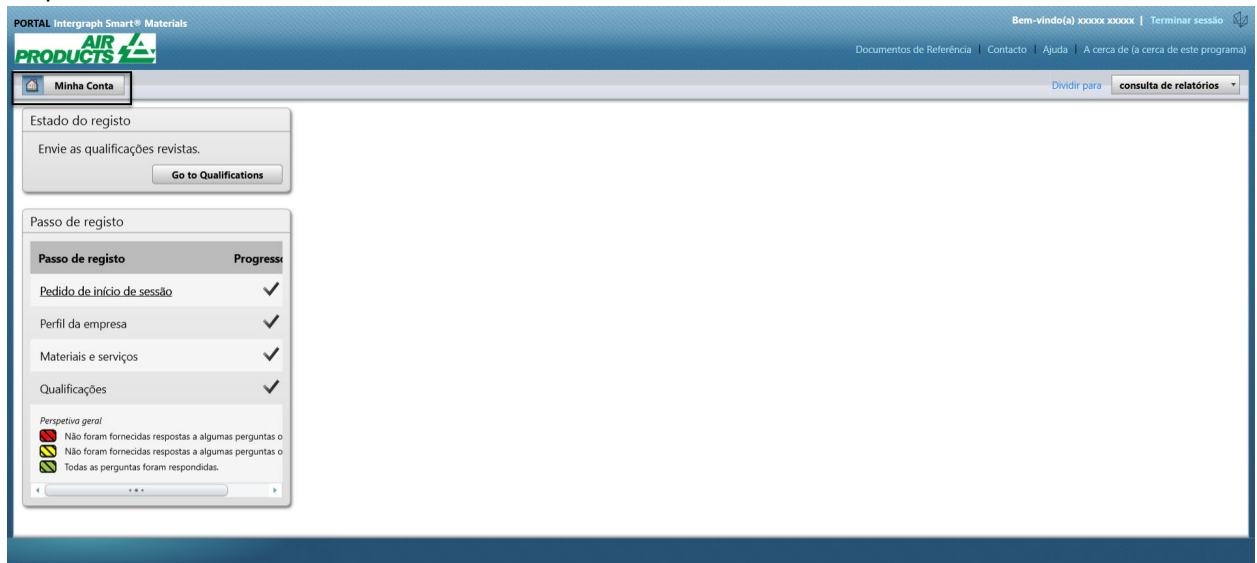 PORTAL Intergraph Smart® Materials
Bem-vindo(a) xxxxx xxxxx | Terminar sessão
AIR
PRODUCTS
Documentos de Referência | Contacto | Ajuda | A cerca de (a cerca de este programa)
Minha Conta
Dividir para
consulta de relatórios
Estado do registo
Envie as qualificações revistas.
Go to Qualifications
Passo de registo
Passo de registo Progresso
Pedido de início de sessão
Perfil da empresa
Materiais e serviços
Qualificações
Perspetiva geral
Não foram fornecidas respostas a algumas perguntas o
Não foram fornecidas respostas a algumas perguntas o
Todas as perguntas foram respondidas.